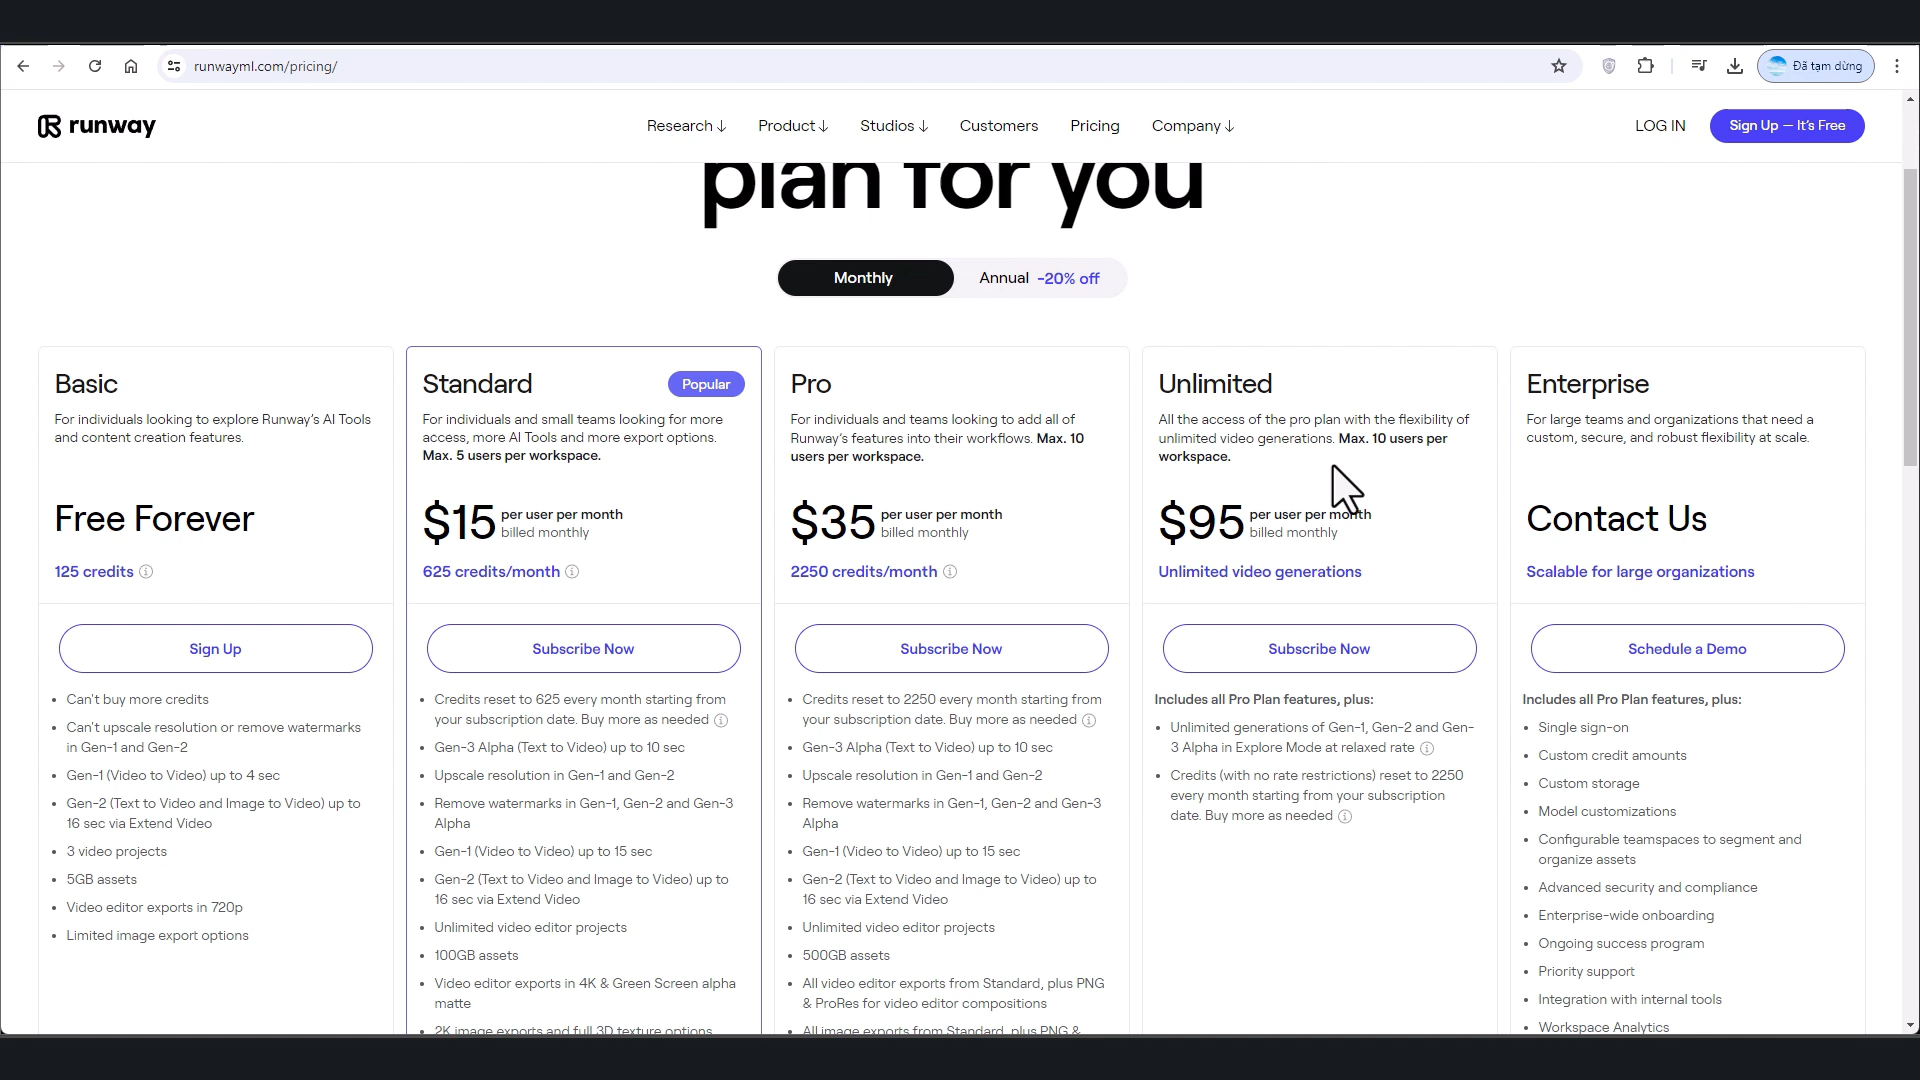 runwayml.com/pricing/
Đã tạm dừng
runway
Research ↓
Product ↓
Studios ↓
Customers
Pricing
Company ↓
LOG IN
Sign Up — It's Free
plan for you
Monthly
Annual -20% off
Basic
For individuals looking to explore Runway's AI Tools
and content creation features.
Free Forever
125 credits
Sign Up
• Can't buy more credits
• Can't upscale resolution or remove watermarks
in Gen-1 and Gen-2
• Gen-1 (Video to Video) up to 4 sec
• Gen-2 (Text to Video and Image to Video) up to
16 sec via Extend Video
• 3 video projects
• 5GB assets
• Video editor exports in 720p
• Limited image export options
Standard
Popular
For individuals and small teams looking for more
access, more AI Tools and more export options.
Max. 5 users per workspace.
$15 per user per month
billed monthly
625 credits/month
Subscribe Now
• Credits reset to 625 every month starting from
your subscription date. Buy more as needed
• Gen-3 Alpha (Text to Video) up to 10 sec
• Upscale resolution in Gen-1 and Gen-2
• Remove watermarks in Gen-1, Gen-2 and Gen-3
Alpha
• Gen-1 (Video to Video) up to 15 sec
• Gen-2 (Text to Video and Image to Video) up to
16 sec via Extend Video
• Unlimited video editor projects
• 100GB assets
• Video editor exports in 4K & Green Screen alpha
matte
• 2K image exports and full 3D texture options
Pro
For individuals and teams looking to add all of
Runway's features into their workflows. Max. 10
users per workspace.
$35 per user per month
billed monthly
2250 credits/month
Subscribe Now
• Credits reset to 2250 every month starting from
your subscription date. Buy more as needed
• Gen-3 Alpha (Text to Video) up to 10 sec
• Upscale resolution in Gen-1 and Gen-2
• Remove watermarks in Gen-1, Gen-2 and Gen-3
Alpha
• Gen-1 (Video to Video) up to 15 sec
• Gen-2 (Text to Video and Image to Video) up to
16 sec via Extend Video
• Unlimited video editor projects
• 500GB assets
• All video editor exports from Standard, plus PNG
& ProRes for video editor compositions
• All image exports from Standard, plus PNG &
Unlimited
All the access of the pro plan with the flexibility of
unlimited video generations. Max. 10 users per
workspace.
$95 per user per month
billed monthly
Unlimited video generations
Subscribe Now
Includes all Pro Plan features, plus:
• Unlimited generations of Gen-1, Gen-2 and Gen-
3 Alpha in Explore Mode at relaxed rate
• Credits (with no rate restrictions) reset to 2250
every month starting from your subscription
date. Buy more as needed
Enterprise
For large teams and organizations that need a
custom, secure, and robust flexibility at scale.
Contact Us
Scalable for large organizations
Schedule a Demo
Includes all Pro Plan features, plus:
• Single sign-on
• Custom credit amounts
• Custom storage
• Model customizations
• Configurable teamspaces to segment and
organize assets
• Advanced security and compliance
• Enterprise-wide onboarding
• Ongoing success program
• Priority support
• Integration with internal tools
• Workspace Analytics